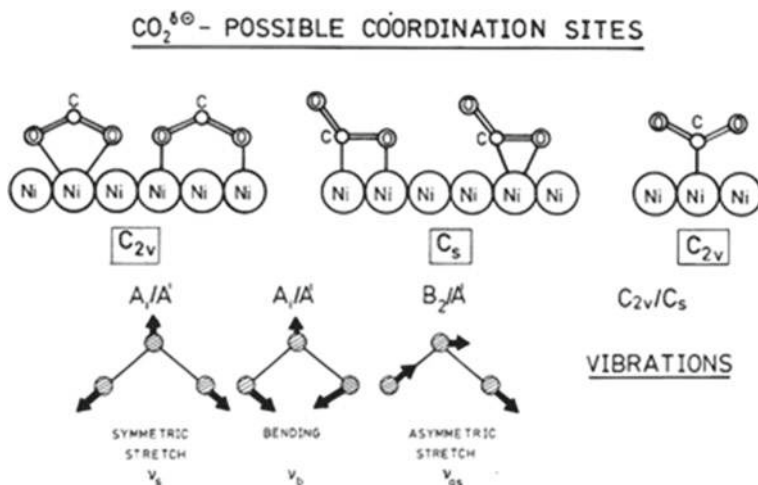 CO₂^δ⊖ - POSSIBLE COORDINATION SITES
C C C C C
O O O O O O O O O O
Ni Ni Ni Ni Ni Ni Ni Ni Ni Ni Ni Ni Ni Ni Ni
C₂ᵥ Cₛ C₂ᵥ
A₁/A' A₁/A' B₂/A' C₂ᵥ/Cₛ
VIBRATIONS
SYMMETRIC STRETCH
BENDING
ASYMMETRIC STRETCH
νₛ νb νas